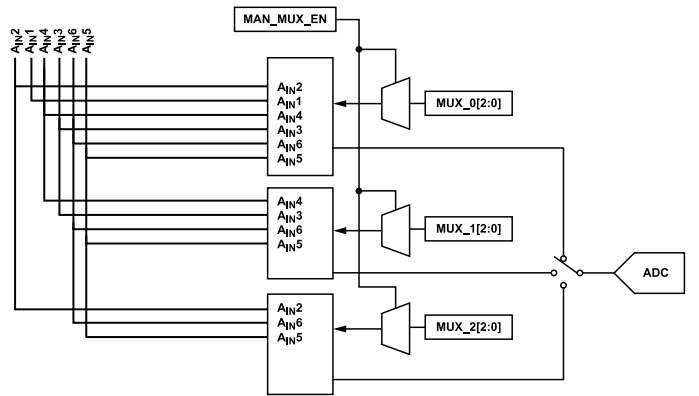 MAN_MUX_EN
AIN2
AIN1
AIN4
AIN3
AIN6
AIN5
AIN2
AIN1
AIN4
AIN3
AIN6
AIN5
MUX_0[2:0]
AIN4
AIN3
AIN6
AIN5
MUX_1[2:0]
ADC
AIN2
AIN6
AIN5
MUX_2[2:0]